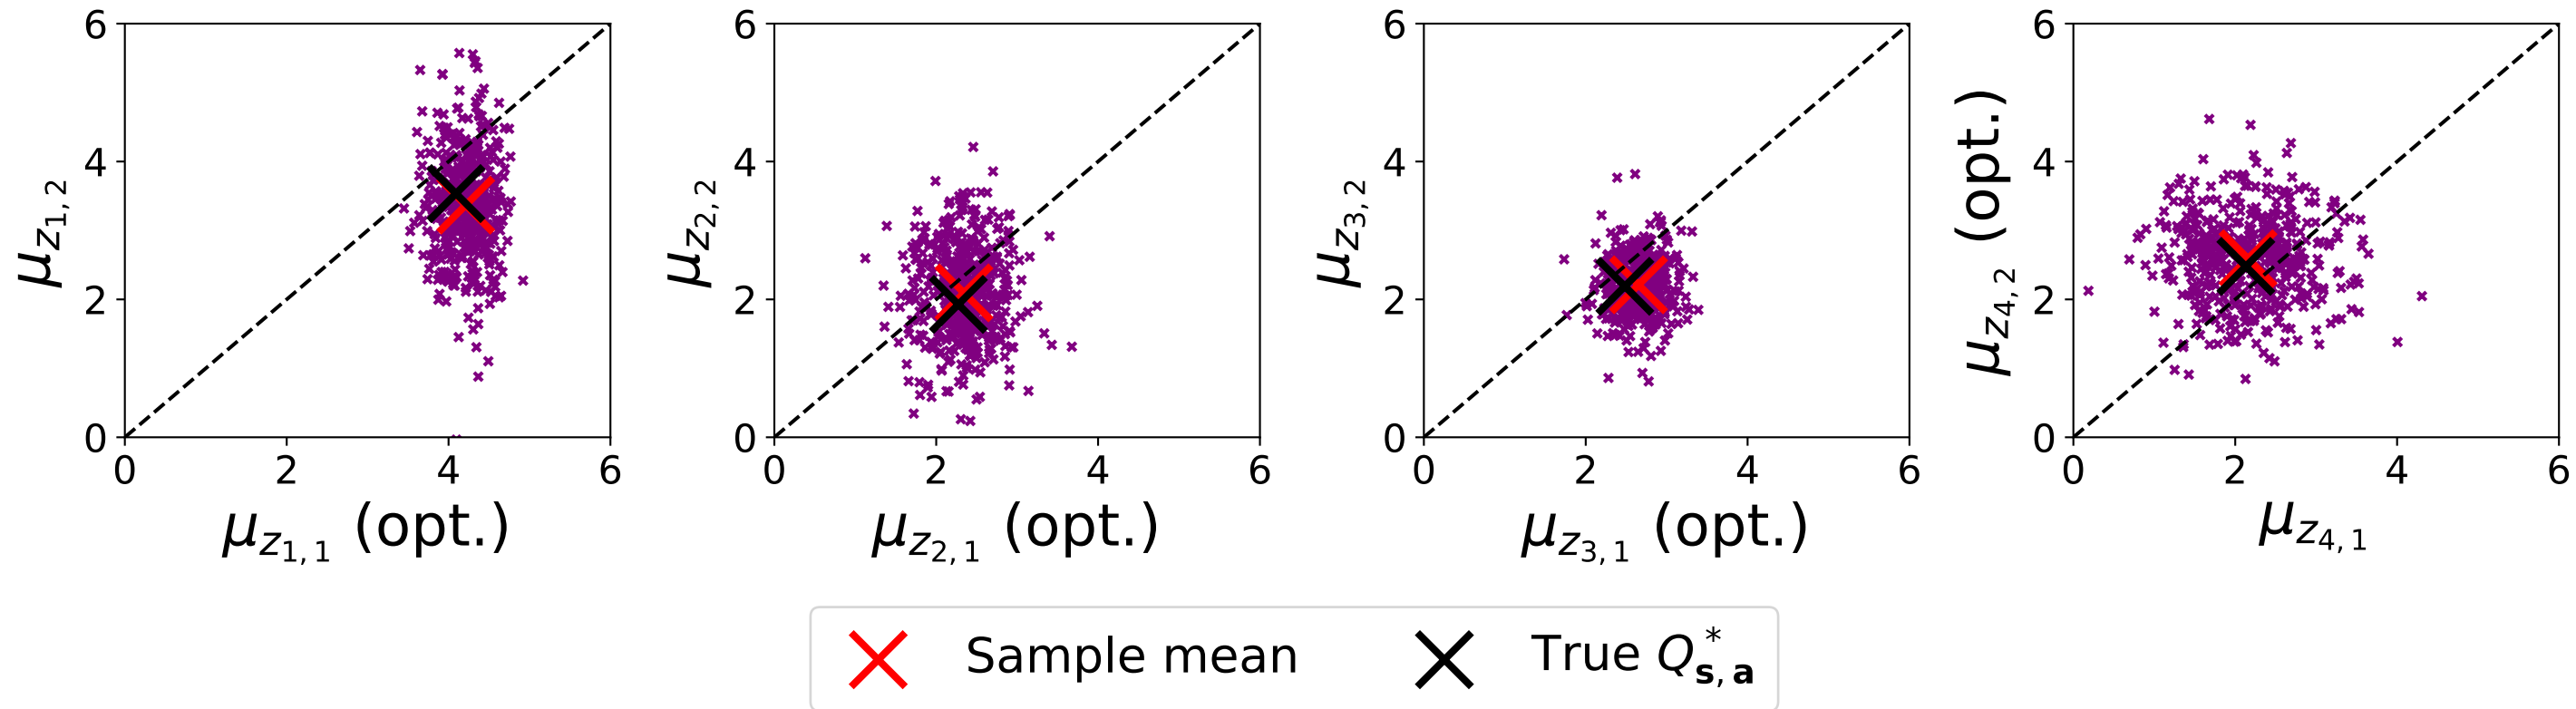 6
4
2
0
0 2 4 6
μz1,2
μz1,1 (opt.)
6
4
2
0
0 2 4 6
μz2,2
μz2,1 (opt.)
6
4
2
0
0 2 4 6
μz3,2
μz3,1 (opt.)
6
4
2
0
0 2 4 6
μz4,2 (opt.)
μz4,1
Sample mean
True Q*s,a